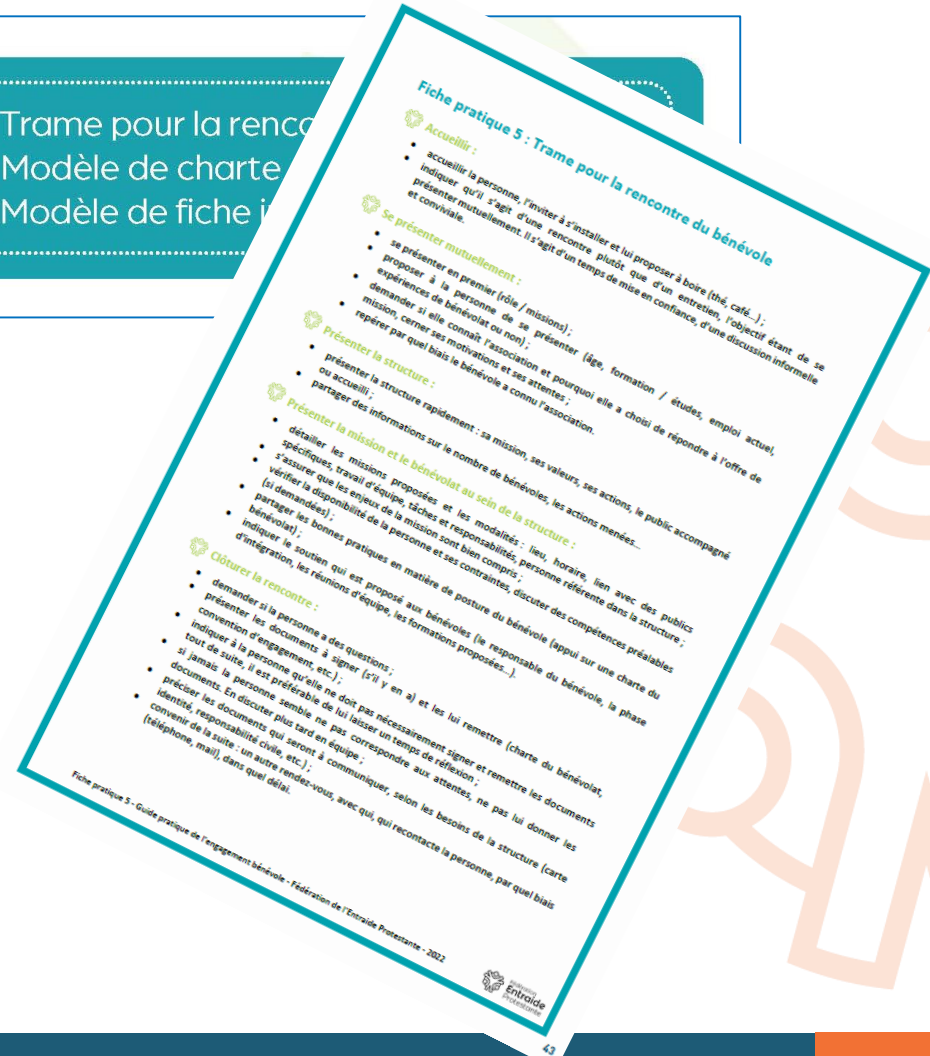 Trame pour la renco
Modèle de charte
Modèle de fiche i
Fiche pratique 5 : Trame pour la rencontre du bénévole
Accueillir :
• accueillir la personne, l'inviter à s'installer et lui proposer à boire (thé, café...) ;
• indiquer qu'il s'agit d'une rencontre plutôt que d'un entretien, l'objectif étant de se
présenter mutuellement. Il s'agit d'un temps de mise en confiance, d'une discussion informelle
et conviviale.
Se présenter mutuellement :
• se présenter en premier (rôle / missions) ;
• proposer à la personne de se présenter (âge, formation / études, emploi actuel,
expériences de bénévolat ou non) ;
• demander si elle connaît l'association et pourquoi elle a choisi de répondre à l'offre de
mission, cerner ses motivations et ses attentes ;
• repérer par quel biais le bénévole a connu l'association.
Présenter la structure :
• présenter la structure rapidement : sa mission, ses valeurs, ses actions, le public accompagné
ou accueilli ;
• partager des informations sur le nombre de bénévoles, les actions menées...
Présenter la mission et le bénévolat au sein de la structure :
• détailler les missions proposées et les modalités : lieu, horaire, lien avec des publics
spécifiques, travail d'équipe, tâches et responsabilités, personne référente dans la structure ;
• s'assurer que les enjeux de la mission sont bien compris ;
• vérifier la disponibilité de la personne et ses contraintes, discuter des compétences préalables
(si demandées) ;
• partager les bonnes pratiques en matière de posture du bénévole (appui sur une charte du
bénévolat) ;
• indiquer le soutien qui est proposé aux bénévoles (le responsable du bénévole, la phase
d'intégration, les réunions d'équipe, les formations proposées...).
Clôturer la rencontre :
• demander si la personne a des questions ;
• présenter les documents à signer (s'il y en a) et les lui remettre (charte du bénévolat,
convention d'engagement, etc.) ;
• indiquer à la personne qu'elle ne doit pas nécessairement signer et remettre les documents
tout de suite, il est préférable de lui laisser un temps de réflexion ;
• si jamais la personne semble ne pas correspondre aux attentes, ne pas lui donner les
documents. En discuter plus tard en équipe ;
• préciser les documents qui seront à communiquer, selon les besoins de la structure (carte
identité, responsabilité civile, etc.) ;
• convenir de la suite : un autre rendez-vous, avec qui, qui recontacte la personne, par quel biais
(téléphone, mail), dans quel délai.
Fiche pratique 5 - Guide pratique de l'engagement bénévole - Fédération de l'Entraide Protestante - 2022
Fédération
Entraide
Protestante
43